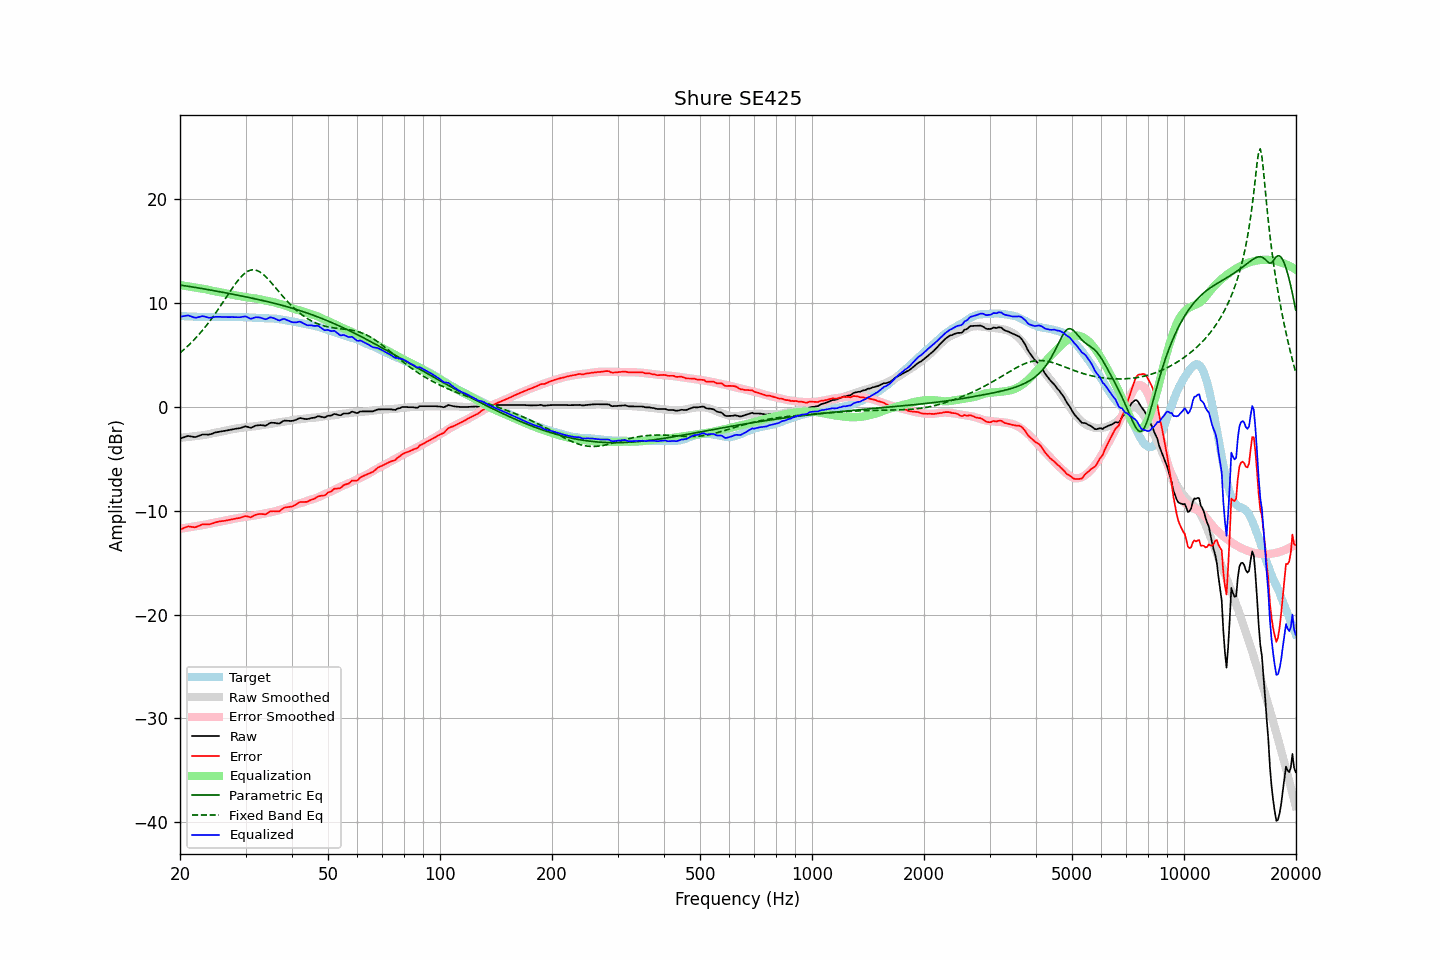 Shure SE425
Amplitude (dBr)
20
10
0
−10
−20
−30
−40
Target
Raw Smoothed
Error Smoothed
Raw
Error
Equalization
Parametric Eq
Fixed Band Eq
Equalized
20 50 100 200 500 1000 2000 5000 10000 20000
Frequency (Hz)